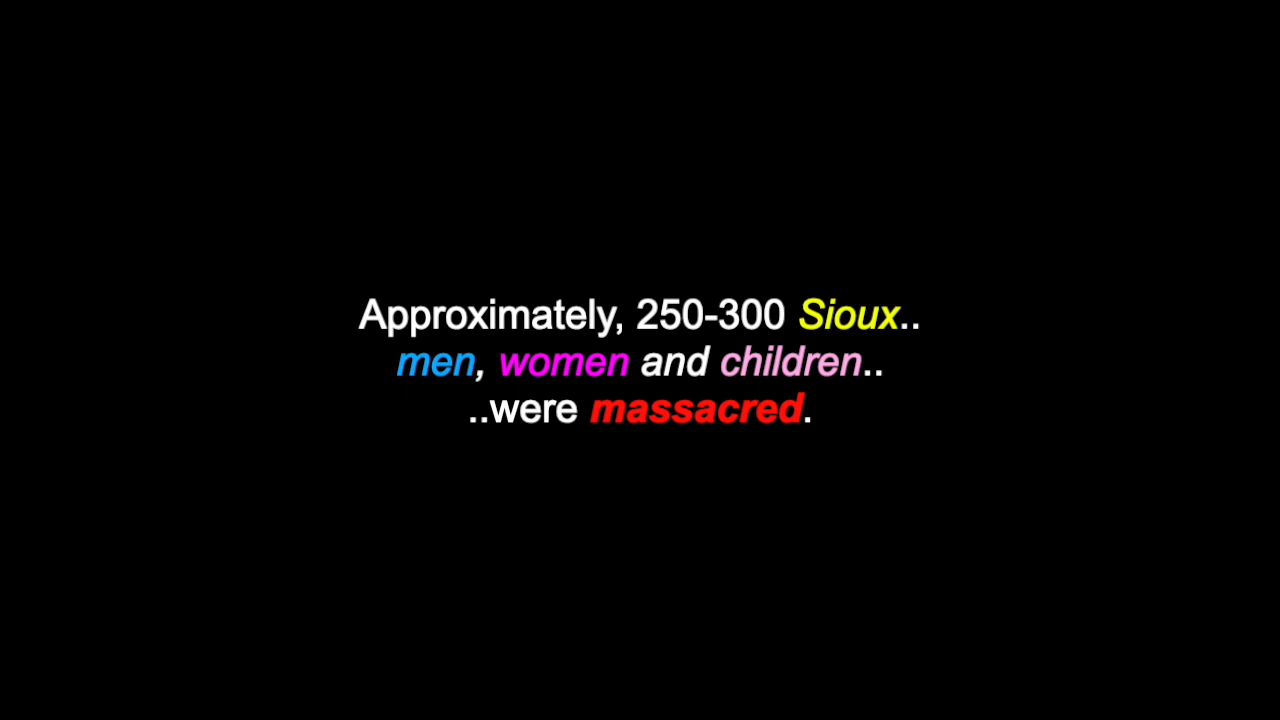 Approximately, 250-300 Sioux..
men, women and children..
..were massacred.